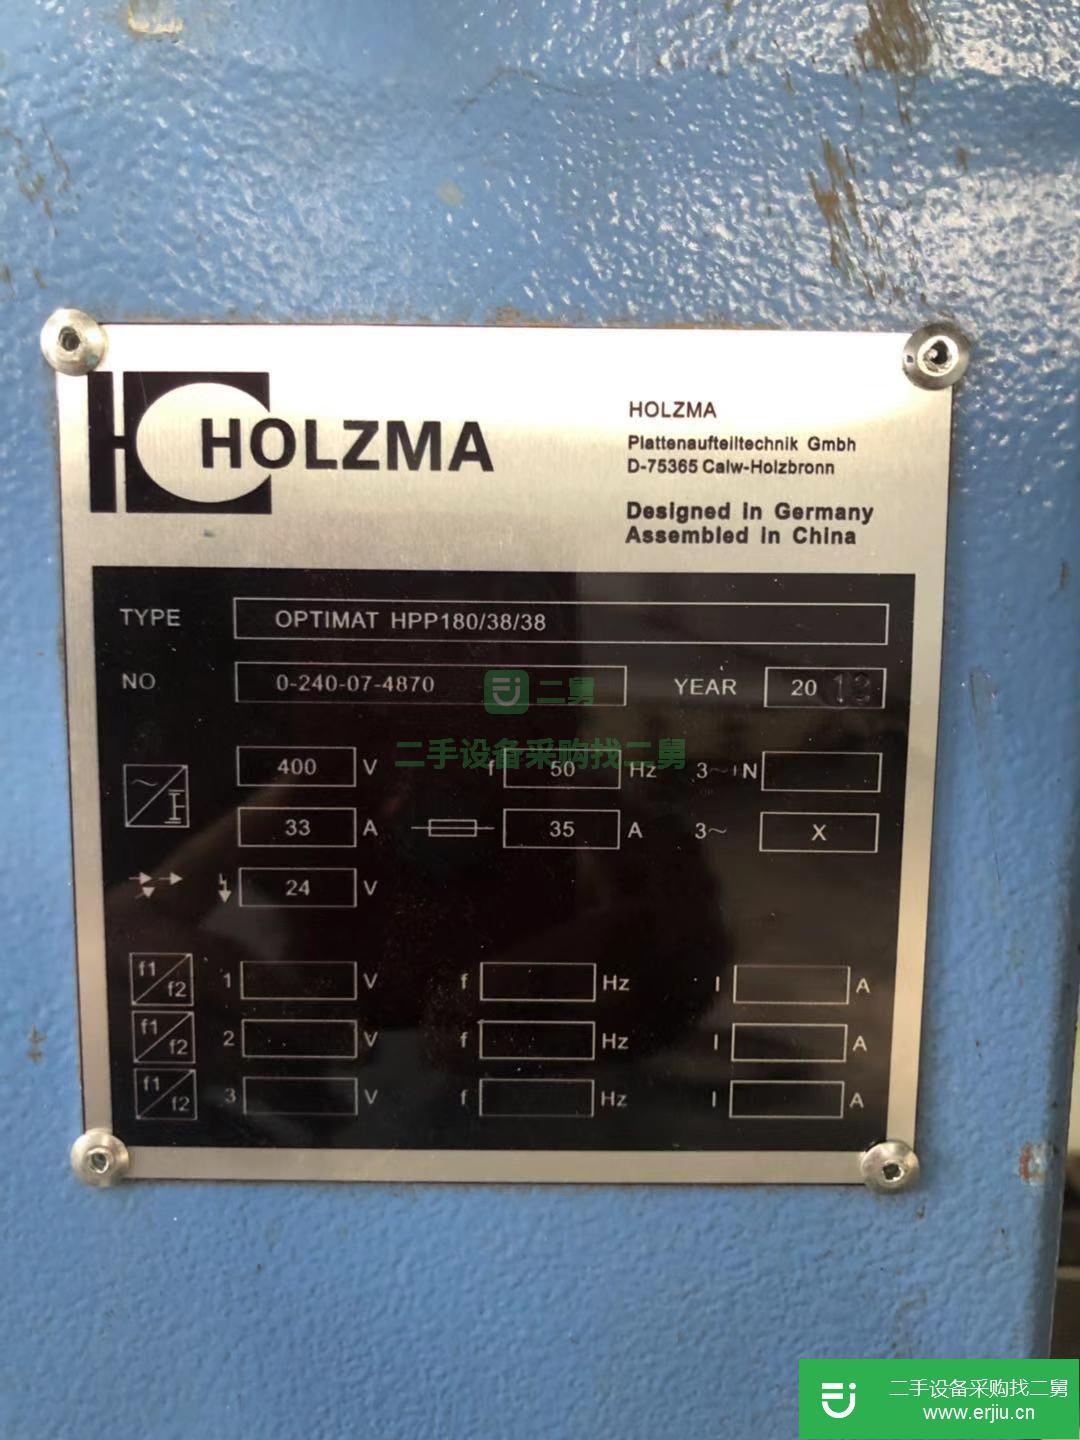 HOLZMA
HOLZMA
Plattenaufteiltechnik Gmbh
D-75365 Calw-Holzbronn
Designed in Germany
Assembled in China
TYPE OPTIMAT HPP180/38/38
NO 0-240-07-4870 YEAR 2012
二舅
二手设备采购找二舅
400 V f 50 Hz 3~+N
33 A 35 A 3~ X
24 V
f1 f2 1 V f Hz I A
f1 f2 2 V f Hz I A
f1 f2 3 V f Hz I A
二手设备采购找二舅
www.erjiu.cn